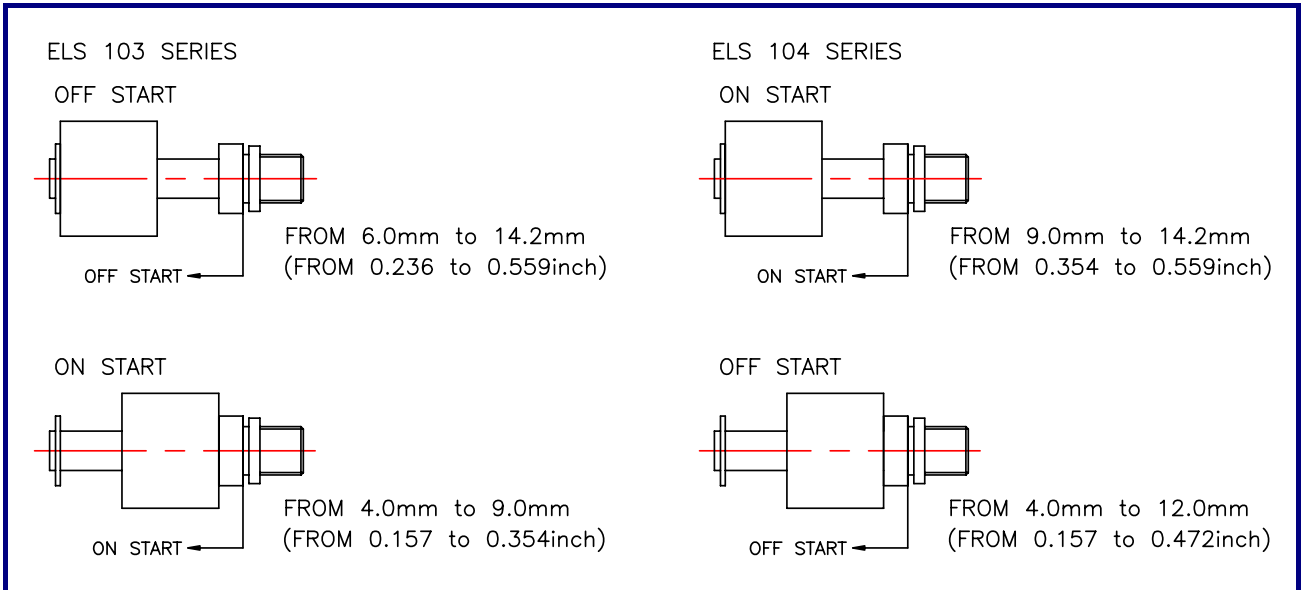 ELS 103 SERIES
OFF START
FROM 6.0mm to 14.2mm
(FROM 0.236 to 0.559inch)
OFF START
ON START
FROM 4.0mm to 9.0mm
(FROM 0.157 to 0.354inch)
ON START
ELS 104 SERIES
ON START
FROM 9.0mm to 14.2mm
(FROM 0.354 to 0.559inch)
ON START
OFF START
FROM 4.0mm to 12.0mm
(FROM 0.157 to 0.472inch)
OFF START